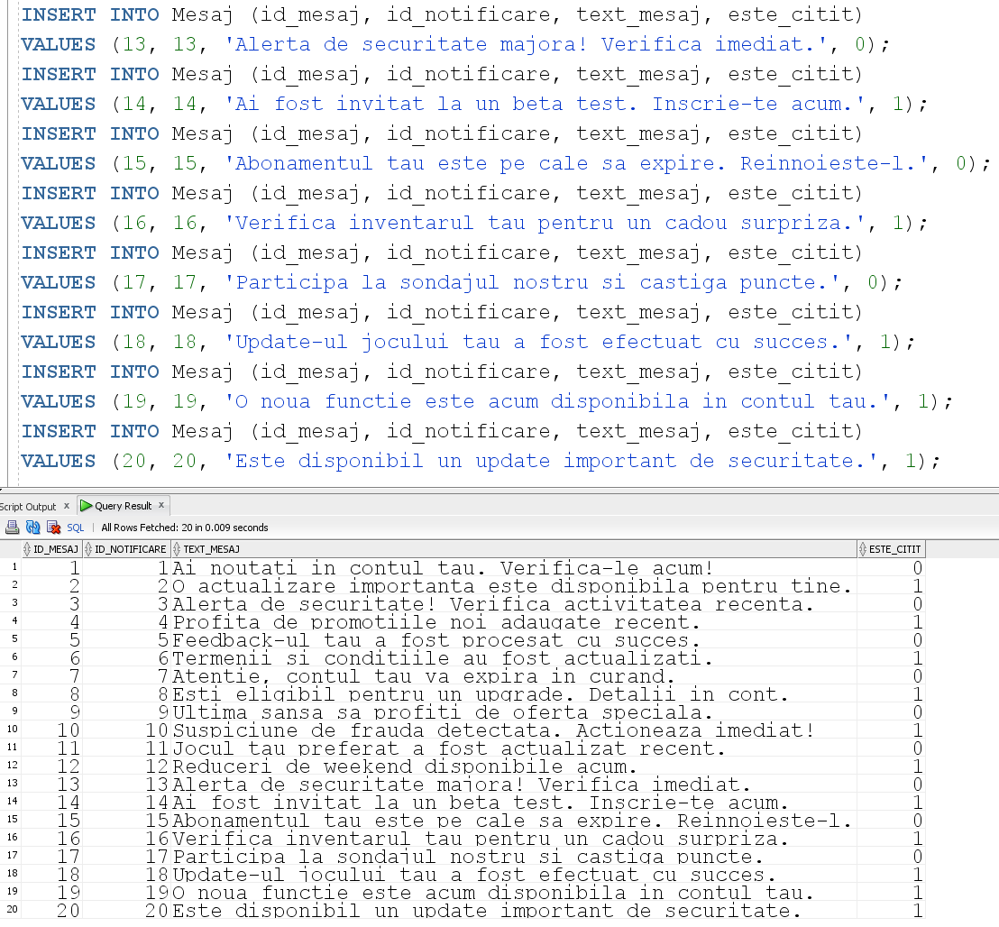 INSERT INTO Mesaj (id_mesaj, id_notificare, text_mesaj, este_citit)
VALUES (13, 13, 'Alerta de securitate majora! Verifica imediat.', 0);
INSERT INTO Mesaj (id_mesaj, id_notificare, text_mesaj, este_citit)
VALUES (14, 14, 'Ai fost invitat la un beta test. Inscrie-te acum.', 1);
INSERT INTO Mesaj (id_mesaj, id_notificare, text_mesaj, este_citit)
VALUES (15, 15, 'Abonamentul tau este pe cale sa expire. Reinnoieste-l.', 0);
INSERT INTO Mesaj (id_mesaj, id_notificare, text_mesaj, este_citit)
VALUES (16, 16, 'Verifica inventarul tau pentru un cadou surpriza.', 1);
INSERT INTO Mesaj (id_mesaj, id_notificare, text_mesaj, este_citit)
VALUES (17, 17, 'Participa la sondajul nostru si castiga puncte.', 0);
INSERT INTO Mesaj (id_mesaj, id_notificare, text_mesaj, este_citit)
VALUES (18, 18, 'Update-ul jocului tau a fost efectuat cu succes.', 1);
INSERT INTO Mesaj (id_mesaj, id_notificare, text_mesaj, este_citit)
VALUES (19, 19, 'O noua functie este acum disponibila in contul tau.', 1);
INSERT INTO Mesaj (id_mesaj, id_notificare, text_mesaj, este_citit)
VALUES (20, 20, 'Este disponibil un update important de securitate.', 1);
Script Output x Query Result x
SQL | All Rows Fetched: 20 in 0.009 seconds
ID_MESAJ ID_NOTIFICARE TEXT_MESAJ ESTE_CITIT
1 1 1 Ai noutati in contul tau. Verifica-le acum! 0
2 2 2 O actualizare importanta este disponibila pentru tine. 1
3 3 3 Alerta de securitate! Verifica activitatea recenta. 0
4 4 4 Profita de promotiile noi adaugate recent. 1
5 5 5 Feedback-ul tau a fost procesat cu succes. 0
6 6 6 Termenii si conditiile au fost actualizati. 1
7 7 7 Atentie, contul tau va expira in curand. 0
8 8 8 Esti eligibil pentru un upgrade. Detalii in cont. 1
9 9 9 Ultima sansa sa profiti de oferta speciala. 0
10 10 10 Suspiciune de frauda detectata. Actioneaza imediat! 1
11 11 11 Jocul tau preferat a fost actualizat recent. 0
12 12 12 Reduceri de weekend disponibile acum. 1
13 13 13 Alerta de securitate majora! Verifica imediat. 0
14 14 14 Ai fost invitat la un beta test. Inscrie-te acum. 1
15 15 15 Abonamentul tau este pe cale sa expire. Reinnoieste-l. 0
16 16 16 Verifica inventarul tau pentru un cadou surpriza. 1
17 17 17 Participa la sondajul nostru si castiga puncte. 0
18 18 18 Update-ul jocului tau a fost efectuat cu succes. 1
19 19 19 O noua functie este acum disponibila in contul tau. 1
20 20 20 Este disponibil un update important de securitate. 1